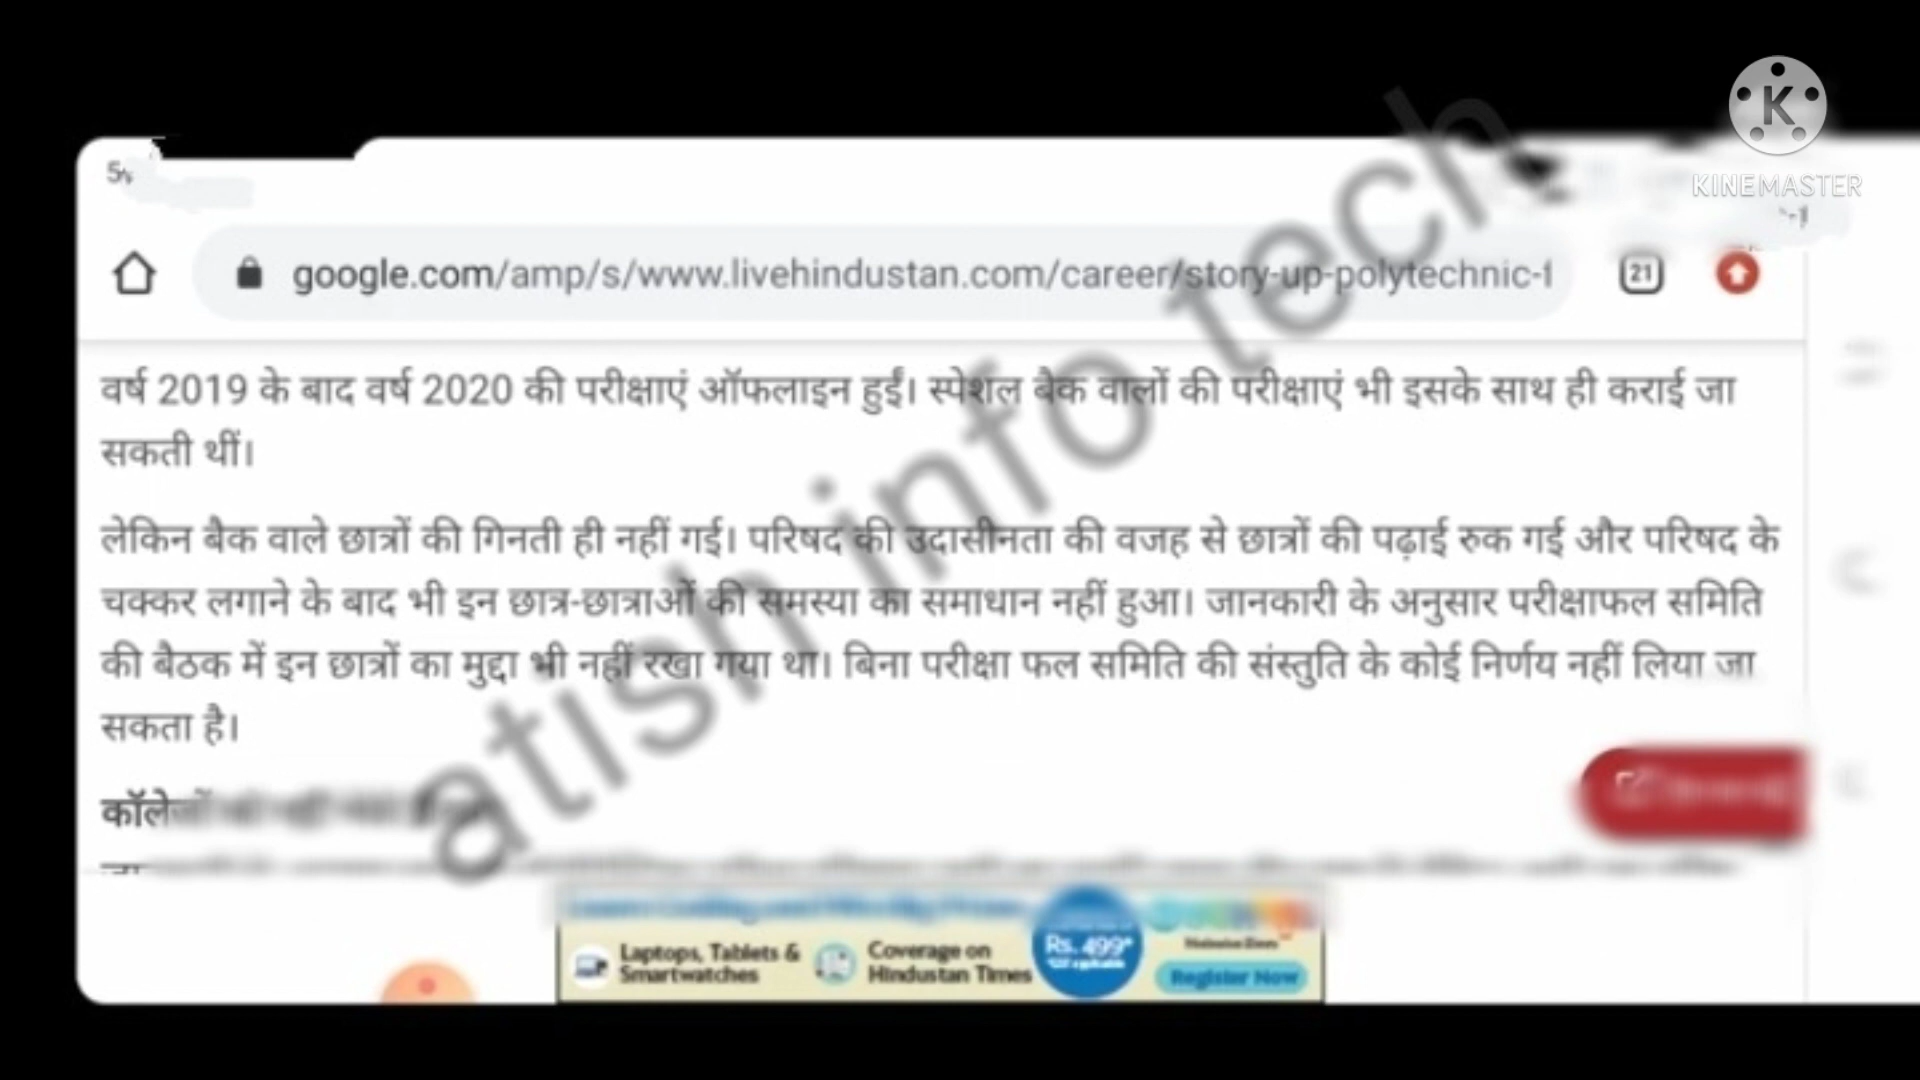 K
KINEMASTER
google.com/amp/s/www.livehindustan.com/career/story-up-polytechnic-f
21
वर्ष 2019 के बाद वर्ष 2020 की परीक्षाएं ऑफलाइन हुईं। स्पेशल बैक वालों की परीक्षाएं भी इसके साथ ही कराई जा
सकती थीं।
लेकिन बैक वाले छात्रों की गिनती ही नहीं गई। परिषद की उदासीनता की वजह से छात्रों की पढ़ाई रुक गई और परिषद के
चक्कर लगाने के बाद भी इन छात्र-छात्राओं की समस्या का समाधान नहीं हुआ। जानकारी के अनुसार परीक्षाफल समिति
की बैठक में इन छात्रों का मुद्दा भी नहीं रखा गया था। बिना परीक्षा फल समिति की संस्तुति के कोई निर्णय नहीं लिया जा
सकता है।
atish info tech
Laptops, Tablets &
Smartwatches
Coverage on
Hindustan Times
Rs. 499*
Register Now